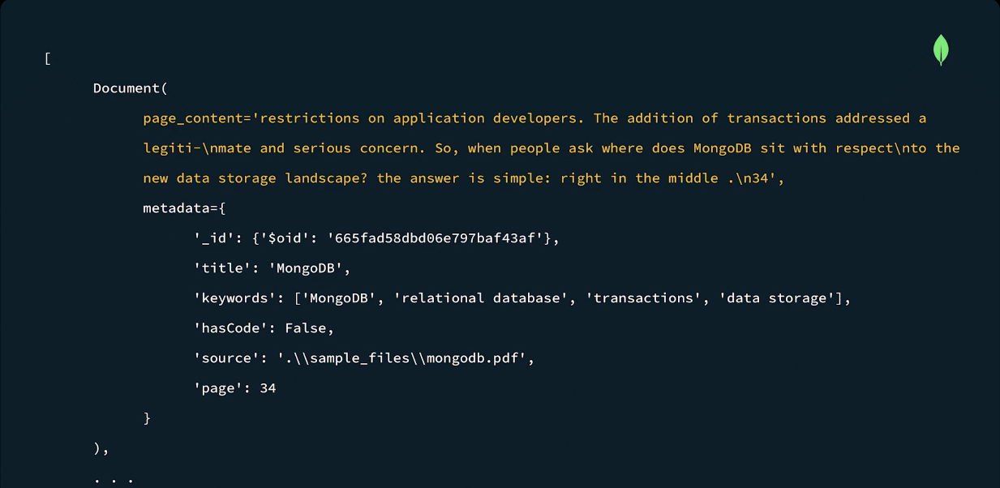 [
Document(
page_content='restrictions on application developers. The addition of transactions addressed a
legiti-\nmate and serious concern. So, when people ask where does MongoDB sit with respect\nto the
new data storage landscape? the answer is simple: right in the middle .\n34',
metadata={
'_id': {'$oid': '665fad58dbd06e797baf43af'},
'title': 'MongoDB',
'keywords': ['MongoDB', 'relational database', 'transactions', 'data storage'],
'hasCode': False,
'source': '.\\sample_files\\mongodb.pdf',
'page': 34
}
),
. . .